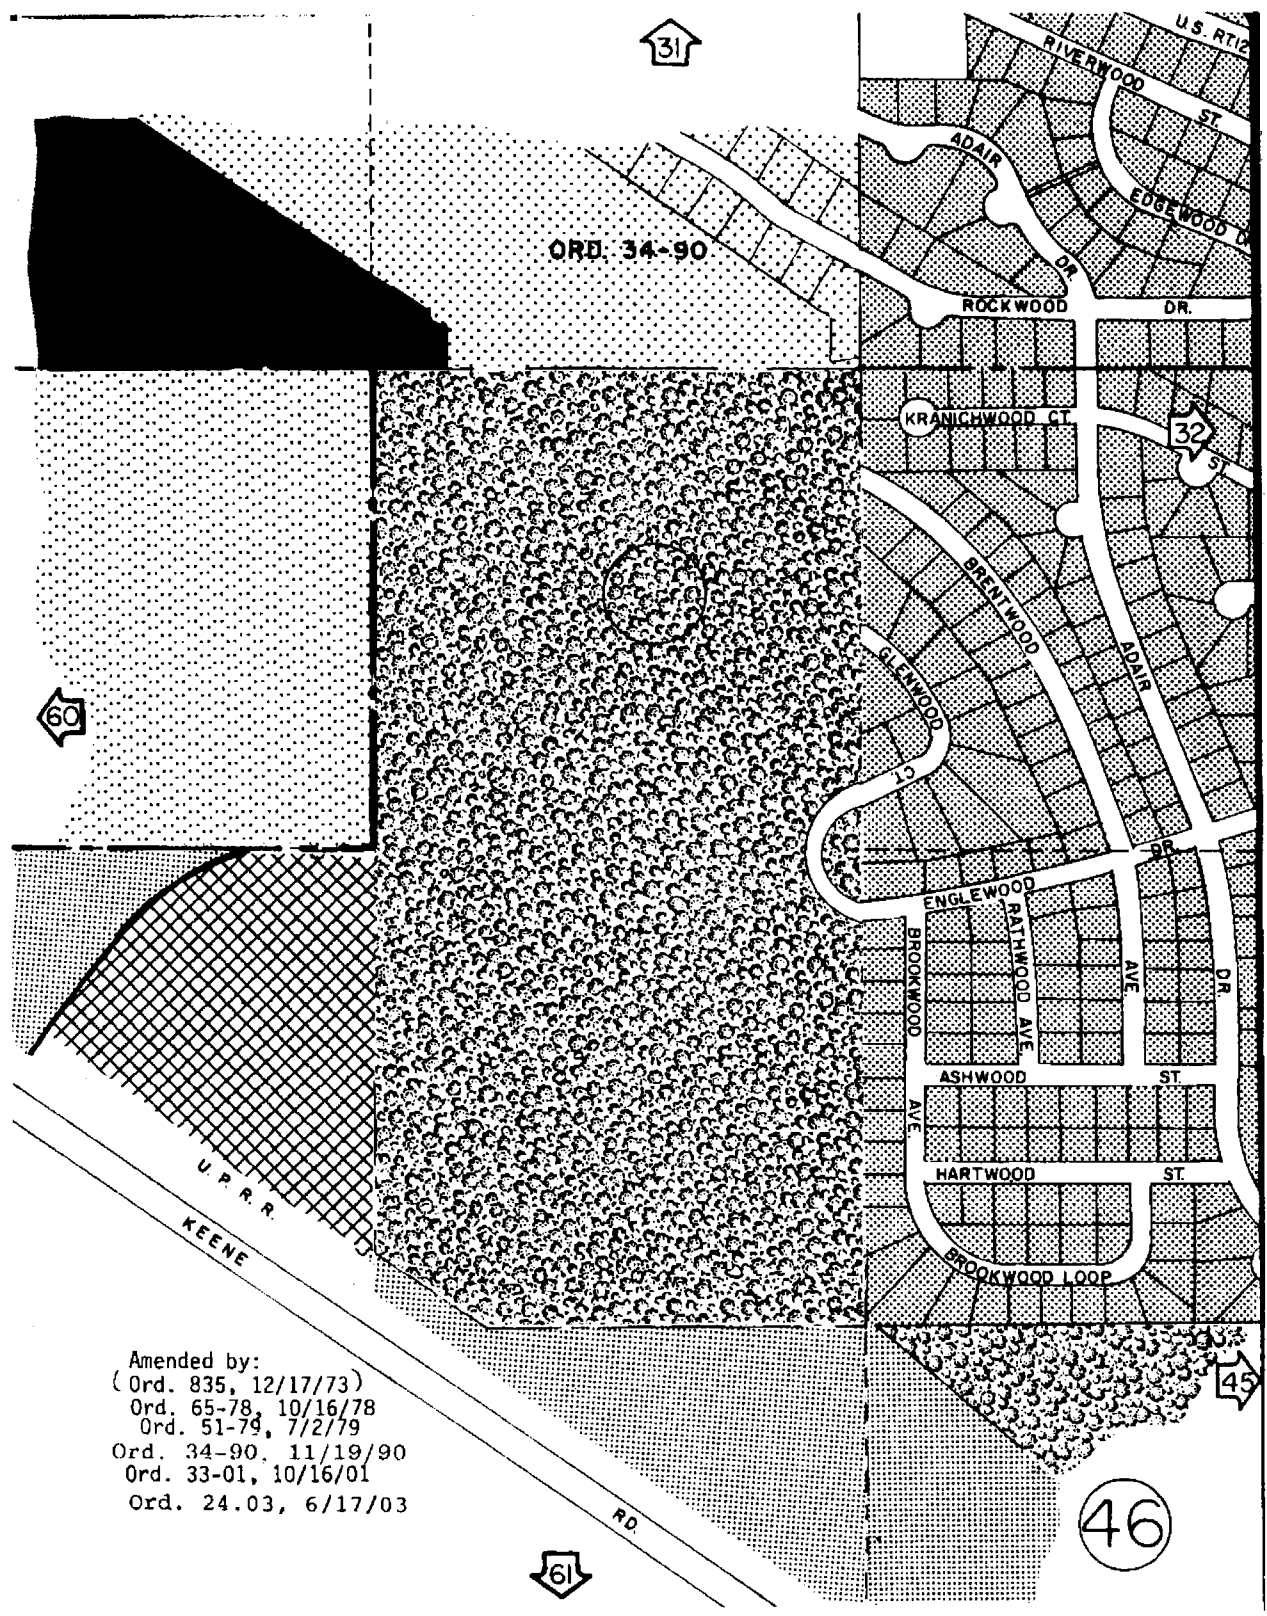 31
U.S. RT12
RIVERWOOD
ST.
ADAIR
EDGEWOOD DR
ORD. 34-90
DR.
ROCKWOOD
DR.
KRANICHWOOD CT.
32
ST.
BRENTWOOD
GLENWOOD
ADAIR
60
CT
DR.
ENGLEWOOD
RATHWOOD AVE.
BROOKWOOD
AVE.
DR.
ASHWOOD
ST.
AVE.
HARTWOOD
ST.
U. P. R. R.
KEENE
BROOKWOOD LOOP
Amended by:
(Ord. 835, 12/17/73)
Ord. 65-78, 10/16/78
Ord. 51-79, 7/2/79
Ord. 34-90, 11/19/90
Ord. 33-01, 10/16/01
Ord. 24.03, 6/17/03
45
RD.
46
61